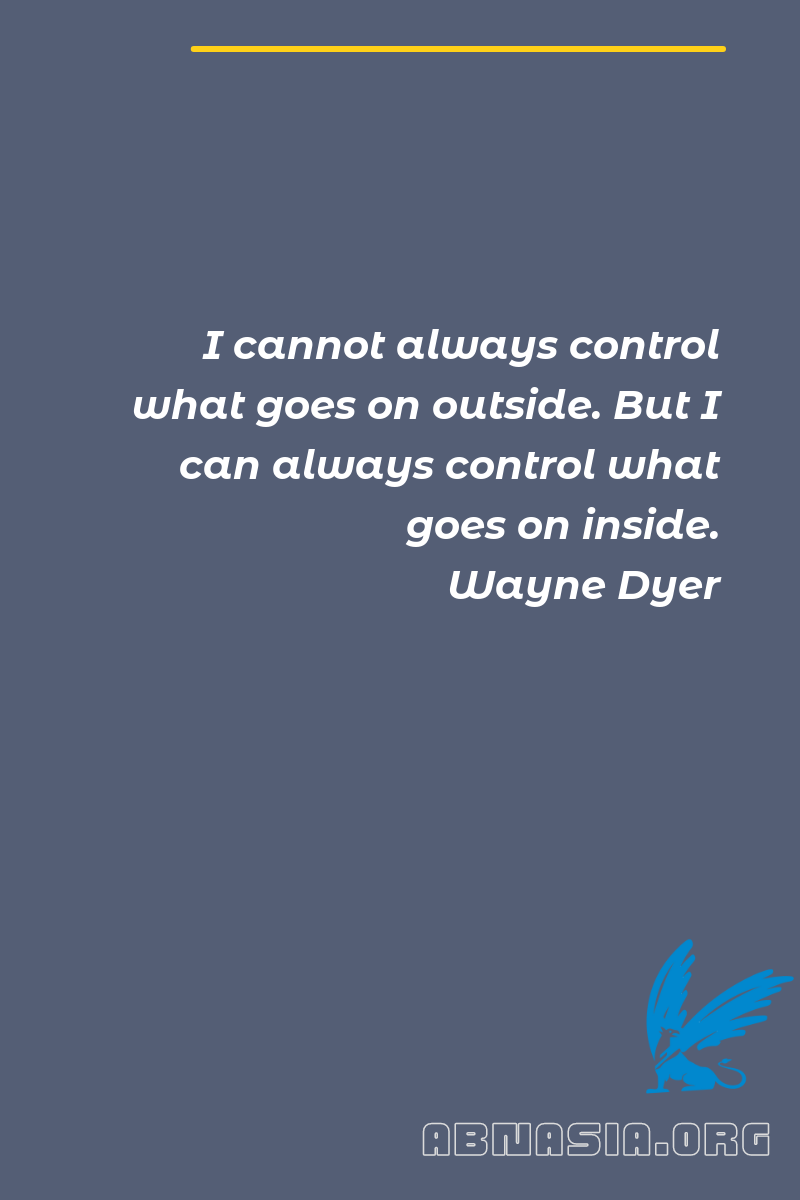 I cannot always control
what goes on outside. But I
can always control what
goes on inside.
Wayne Dyer
ABNASIA.ORG